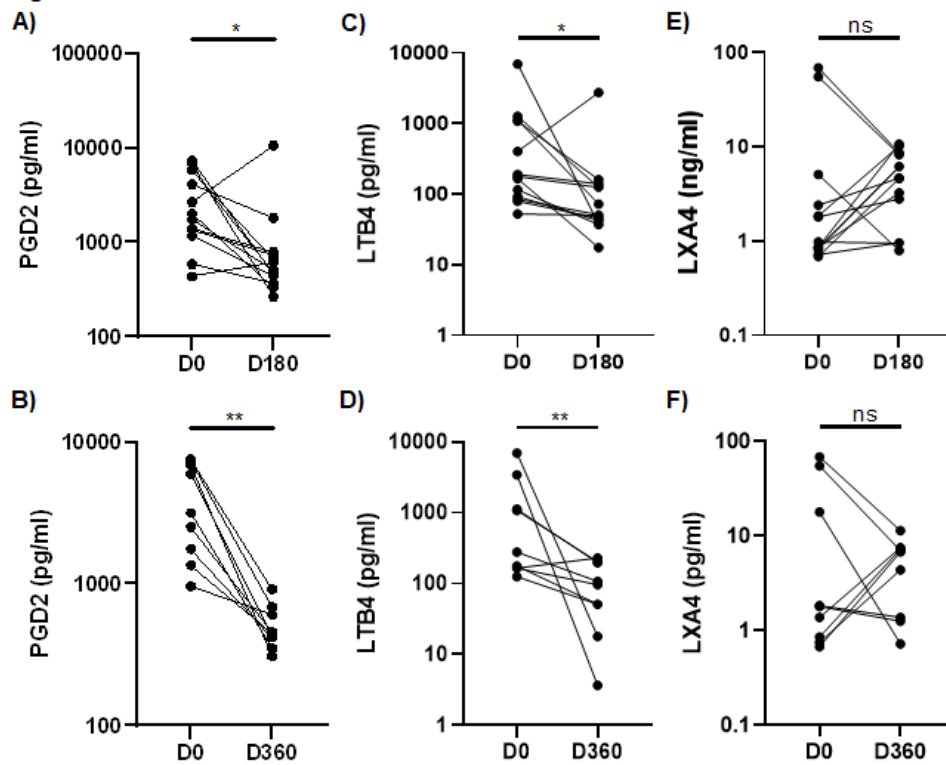 A)
*
PGD2 (pg/ml)
100000
10000
1000
100
D0 D180
C)
*
LTB4 (pg/ml)
10000
1000
100
10
1
D0 D180
E)
ns
LXA4 (ng/ml)
100
10
1
0.1
D0 D180
B)
**
PGD2 (pg/ml)
10000
1000
100
D0 D360
D)
**
LTB4 (pg/ml)
10000
1000
100
10
1
D0 D360
F)
ns
LXA4 (pg/ml)
100
10
1
0.1
D0 D360